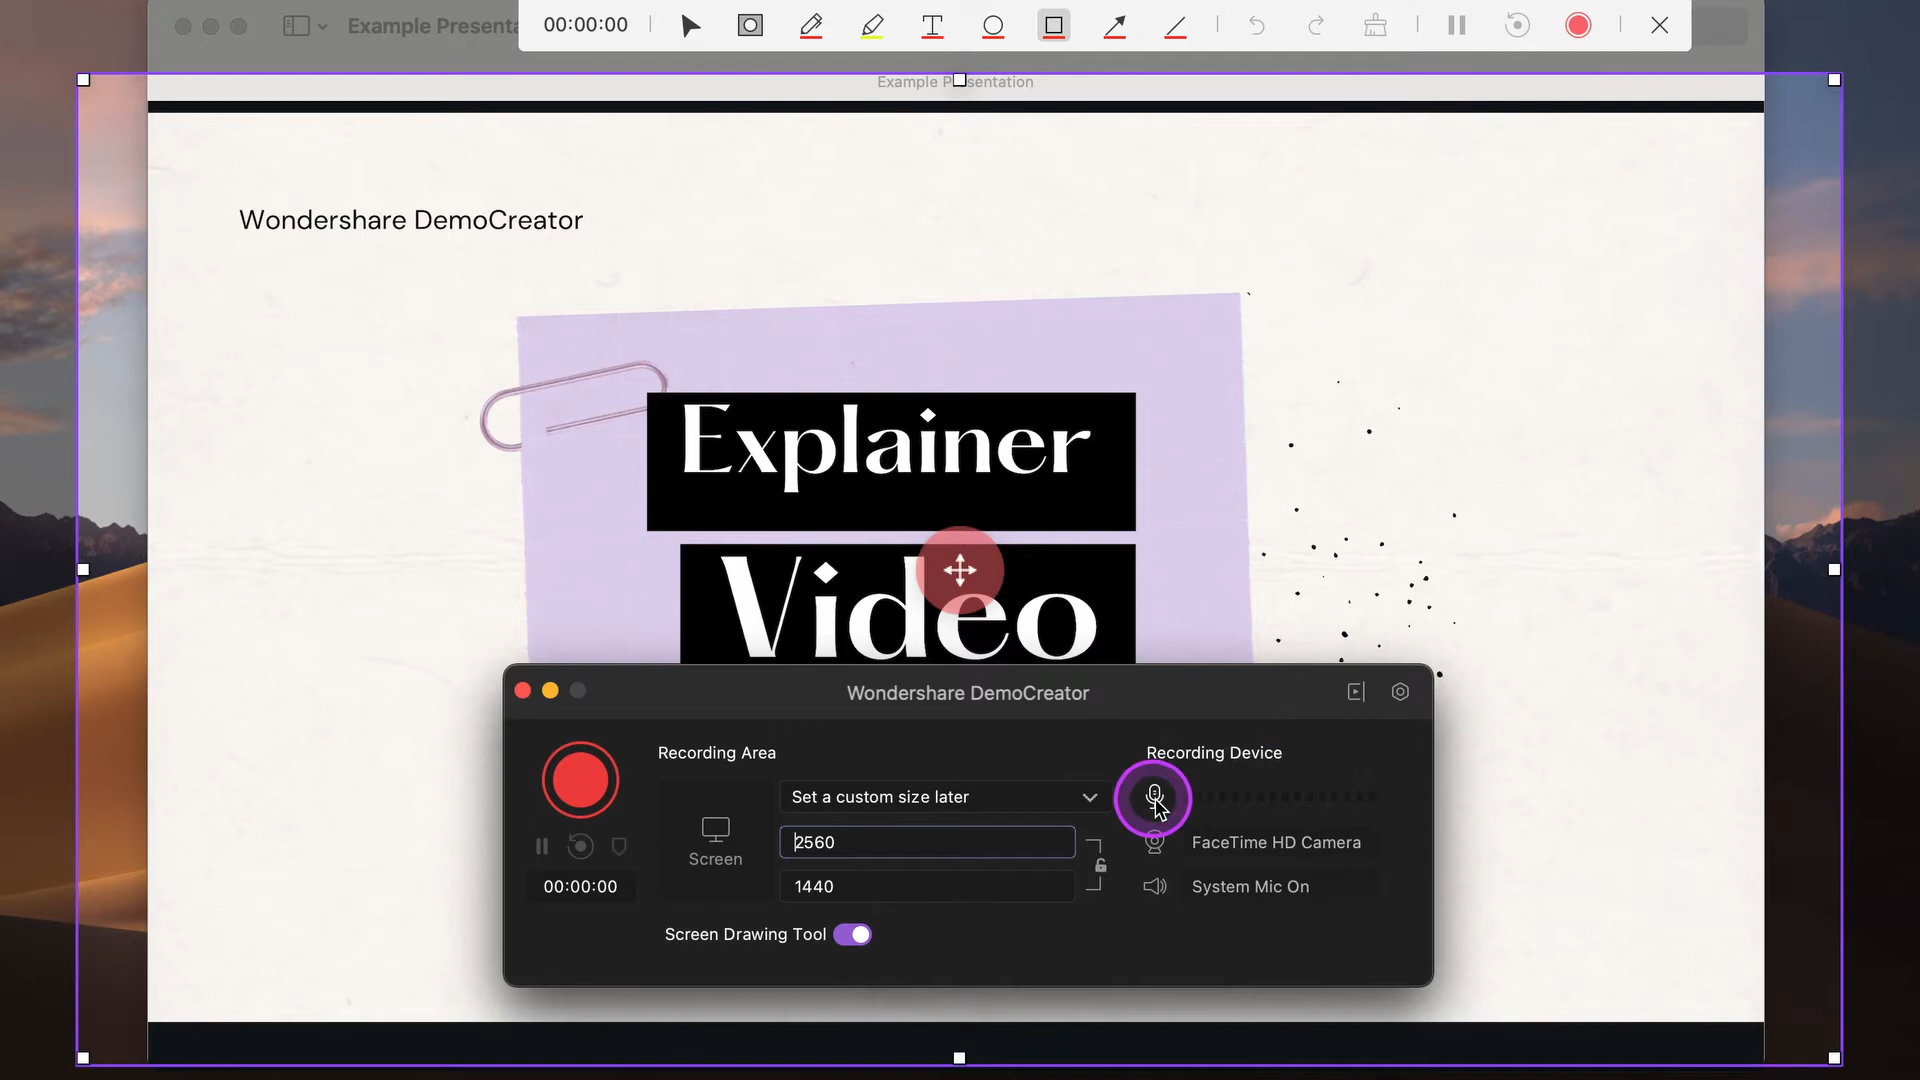 Example Presenta
00:00:00
T
Example Presentation
Wondershare DemoCreator
Explainer
Video
Wondershare DemoCreator
Recording Area
Recording Device
Set a custom size later
2560
FaceTime HD Camera
Screen
00:00:00
1440
System Mic On
Screen Drawing Tool